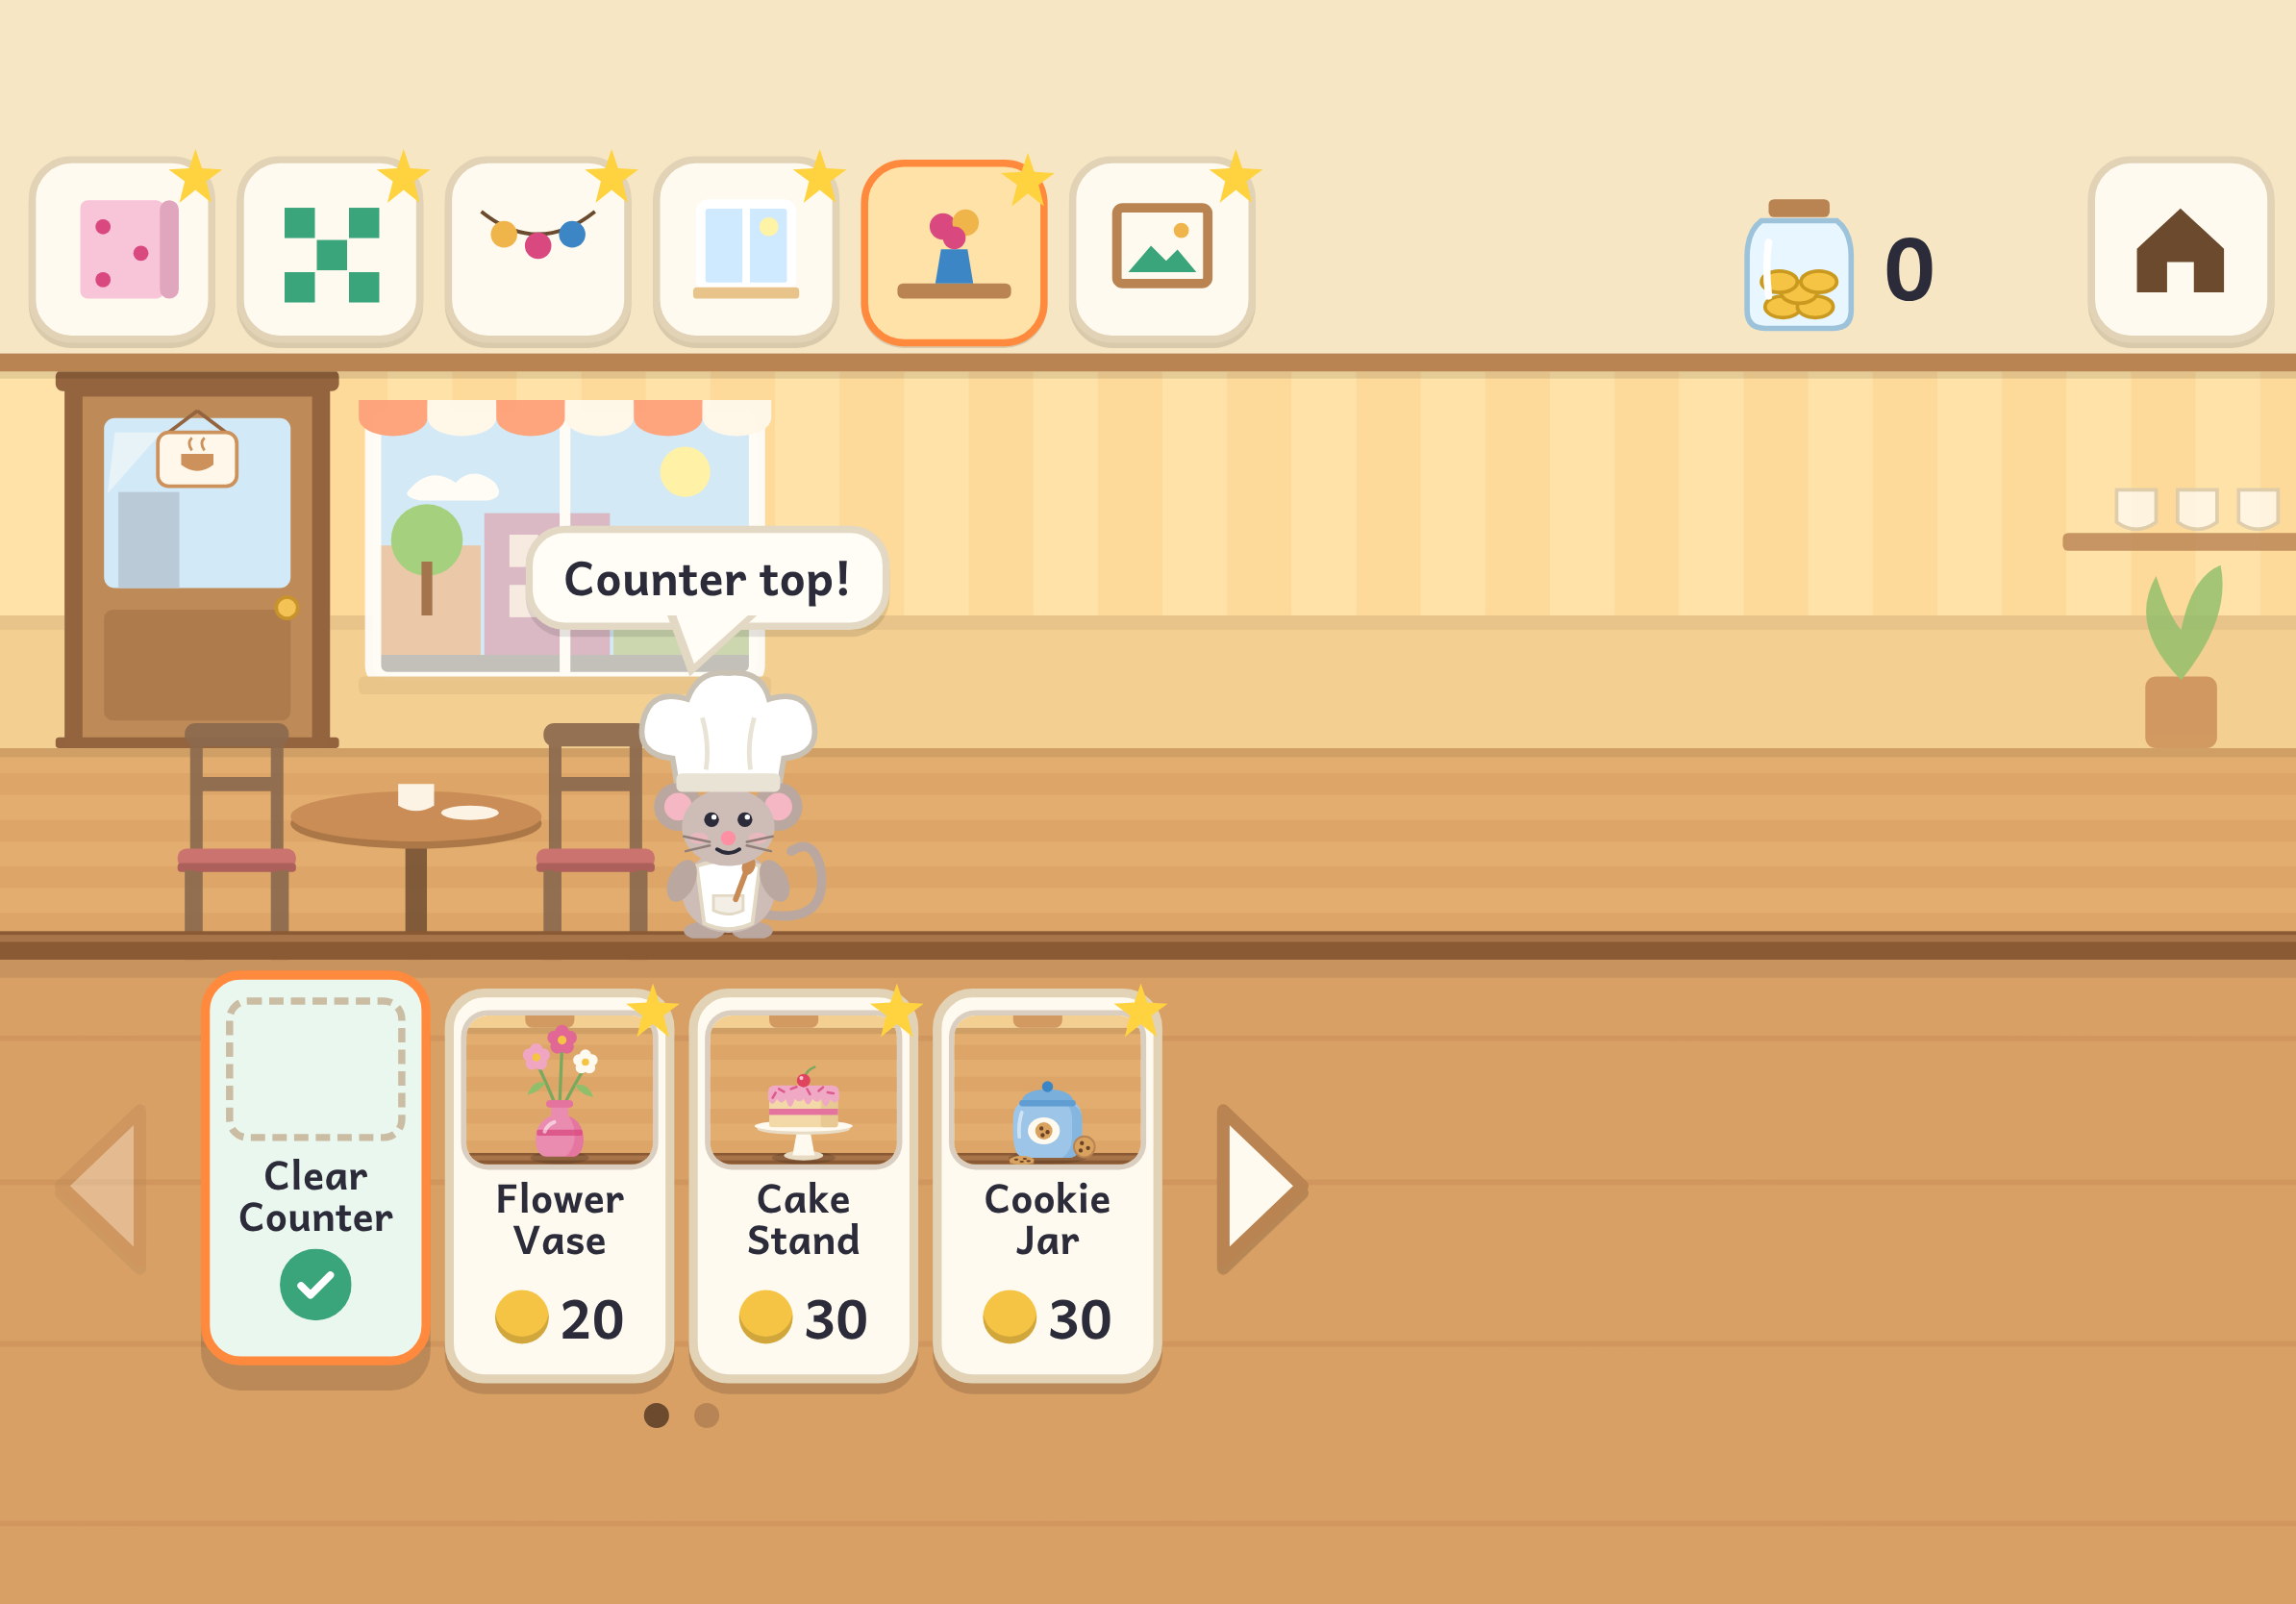 0
Counter top!
Clear
Counter
Flower
Vase
20
Cake
Stand
30
Cookie
Jar
30